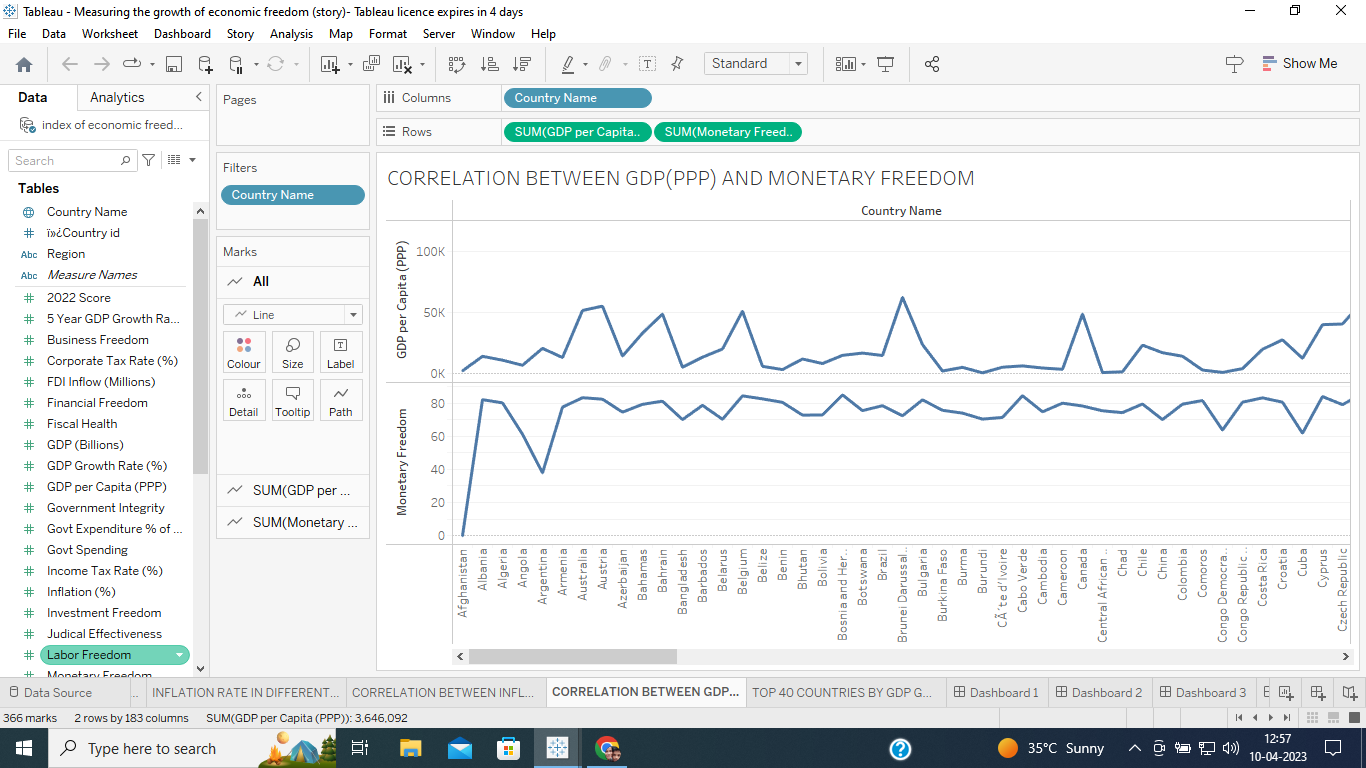 Tableau - Measuring the growth of economic freedom (story)- Tableau licence expires in 4 days
File Data Worksheet Dashboard Story Analysis Map Format Server Window Help
Standard
Show Me
Data Analytics
index of economic freed...
Search
Tables
Country Name
ï»¿Country id
Abc Region
Abc Measure Names
2022 Score
5 Year GDP Growth Ra...
Business Freedom
Corporate Tax Rate (%)
FDI Inflow (Millions)
Financial Freedom
Fiscal Health
GDP (Billions)
GDP Growth Rate (%)
GDP per Capita (PPP)
Government Integrity
Govt Expenditure % of ...
Govt Spending
Income Tax Rate (%)
Inflation (%)
Investment Freedom
Judical Effectiveness
Labor Freedom
Monetary Freedom
Pages
Filters
Country Name
Marks
All
Line
Colour Size Label
Detail Tooltip Path
SUM(GDP per ...
SUM(Monetary ...
Columns Country Name
Rows SUM(GDP per Capita.. SUM(Monetary Freed..
CORRELATION BETWEEN GDP(PPP) AND MONETARY FREEDOM
Country Name
GDP per Capita (PPP)
100K
50K
0K
Monetary Freedom
80
60
40
20
0
Afghanistan
Albania
Algeria
Angola
Argentina
Armenia
Australia
Austria
Azerbaijan
Bahamas
Bahrain
Bangladesh
Barbados
Belarus
Belgium
Belize
Benin
Bhutan
Bolivia
Bosnia and Her..
Botswana
Brazil
Brunei Darussal..
Bulgaria
Burkina Faso
Burma
Burundi
CÃ´te d'Ivoire
Cabo Verde
Cambodia
Cameroon
Canada
Central African ..
Chad
Chile
China
Colombia
Comoros
Congo Democra..
Congo Republic ..
Costa Rica
Croatia
Cuba
Cyprus
Czech Republic
Data Source .. INFLATION RATE IN DIFFERENT... CORRELATION BETWEEN INFL... CORRELATION BETWEEN GDP... TOP 40 COUNTRIES BY GDP G... Dashboard 1 Dashboard 2 Dashboard 3
366 marks 2 rows by 183 columns SUM(GDP per Capita (PPP)): 3,646,092
Type here to search
35°C Sunny
12:57
10-04-2023